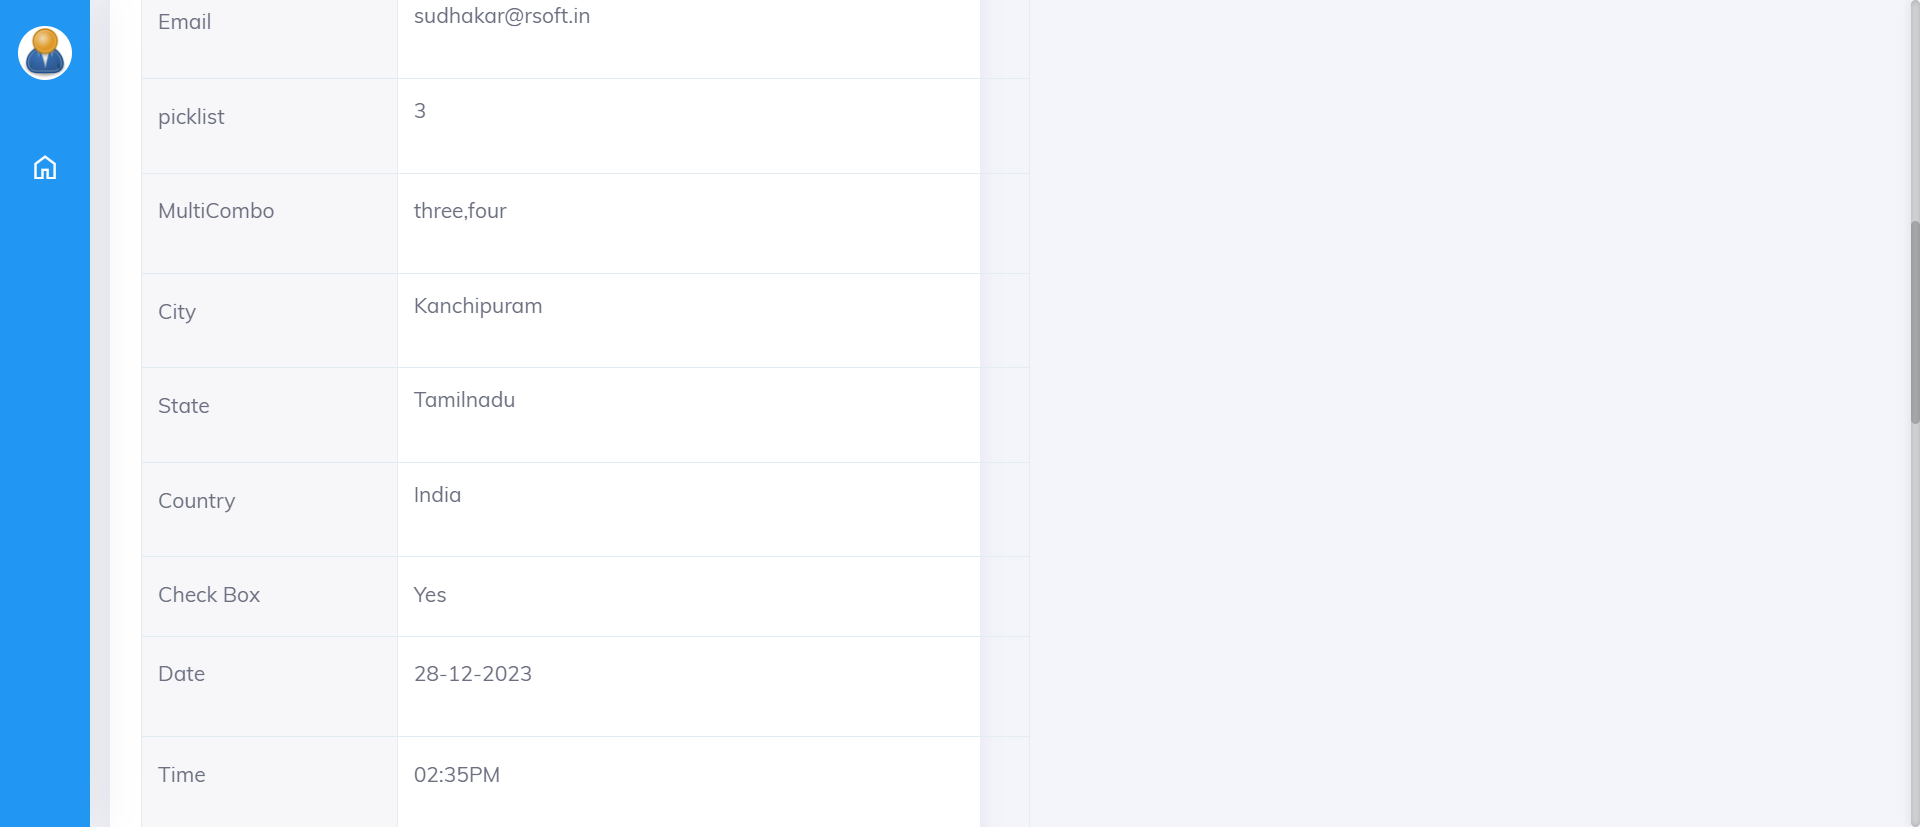 Email sudhakar@rsoft.in
picklist 3
MultiCombo three,four
City Kanchipuram
State Tamilnadu
Country India
Check Box Yes
Date 28-12-2023
Time 02:35PM